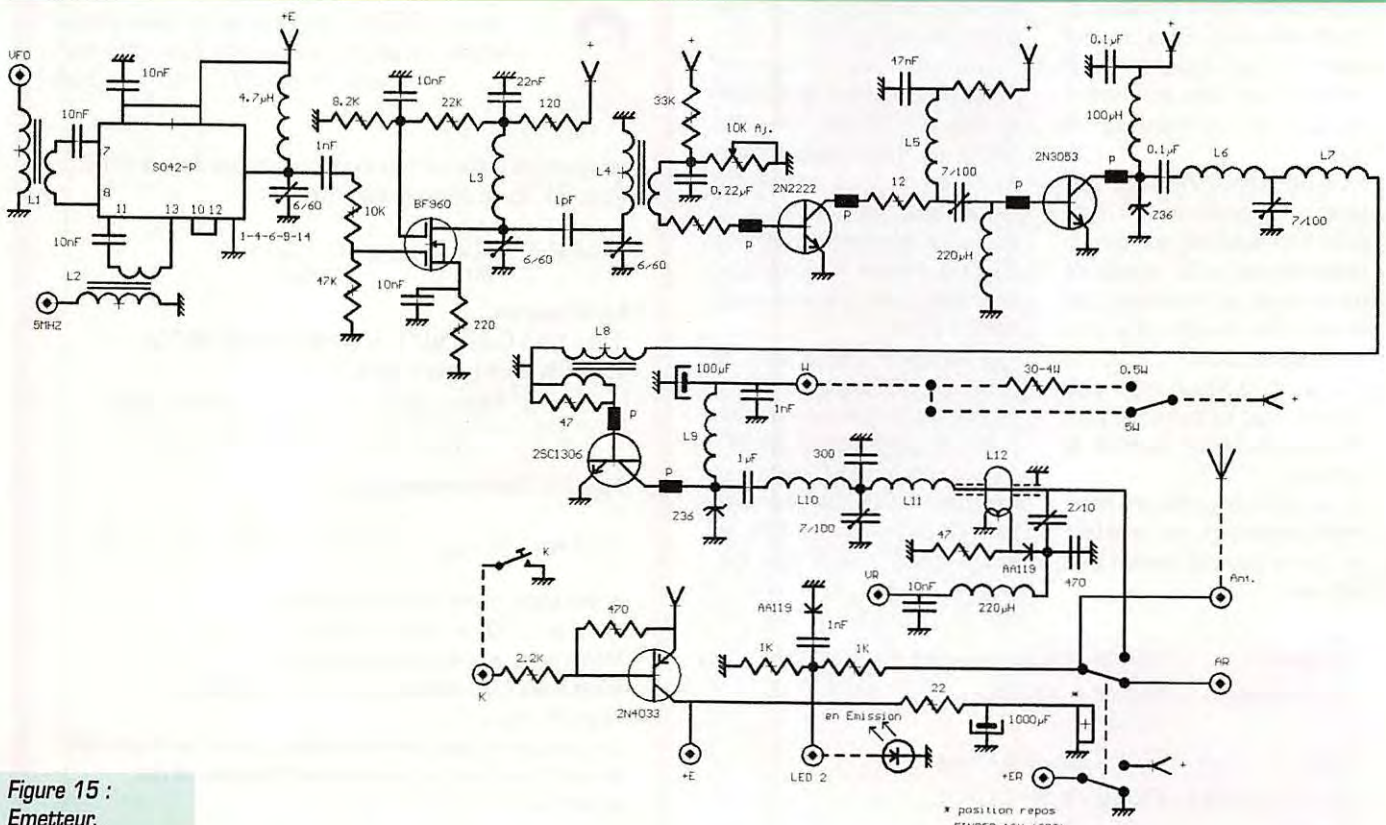 +E
VFO
10nF
4.7µH
10nF
7
SO42-P
8
11
13
10
12
1-4-6-9-14
L1
10nF
L2
5MHZ
6/60
1nF
10K
47K
8.2K
10nF
22K
22nF
120
+
L3
BF960
10nF
220
1pF
6/60
L4
6/60
33K
+
10K Aj.
0.22µF
2N2222
P
P
12
47nF
L5
+
7/100
220µH
P
2N3053
P
0.1µF
100µH
+
0.1µF
Z36
L6
L7
7/100
L8
47
P
2SC1306
P
100µF
L9
1nF
W
30-4W
0.5W
5W
+
Z36
1µF
L10
300
7/100
L11
L12
2/10
47
AA119
470
VR
10nF
220µH
Ant.
AR
K
470
2.2K
K
2N4033
+E
AA119
1nF
1K
1K
LED 2
en Emission
22
1000µF
*
+
+ER
+
* position repos
Figure 15 :
Emetteur.